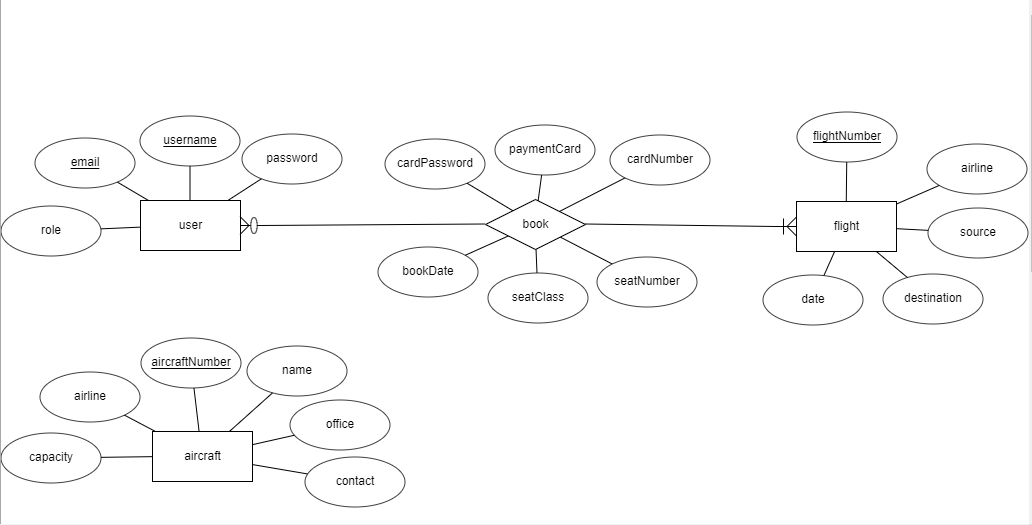 flightNumber
username
paymentCard
email
password
cardPassword
cardNumber
airline
role
user
book
flight
source
bookDate
seatClass
seatNumber
date
destination
aircraftNumber
name
airline
office
capacity
aircraft
contact